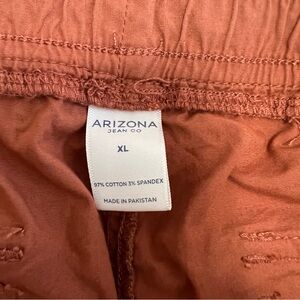 ARIZONA
JEAN CO
XL
97% COTTON 3% SPANDEX
MADE IN PAKISTAN